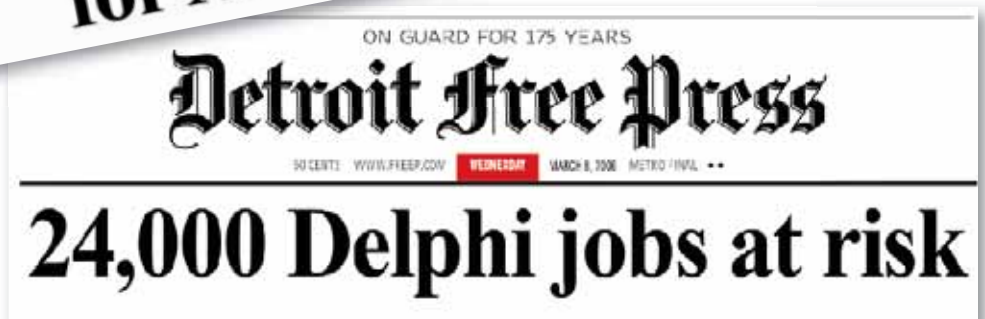 for
ON GUARD FOR 175 YEARS
Detroit Free Press
50 CENTS WWW.FREEP.COM WEDNESDAY MARCH 8, 2006 METRO FINAL ••
24,000 Delphi jobs at risk